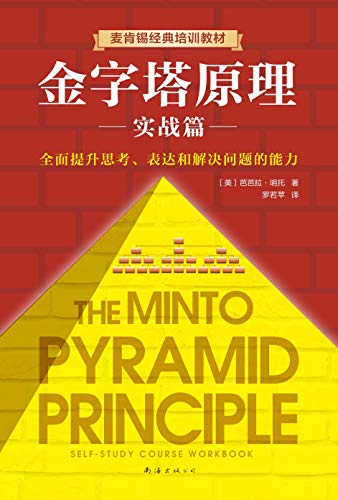 麦肯锡经典培训教材
金字塔原理
实战篇
全面提升思考、表达和解决问题的能力
[美] 芭芭拉·明托 著
罗若苹 译
THE MINTO
PYRAMID
PRINCIPLE
SELF-STUDY COURSE WORKBOOK
南海出版公司